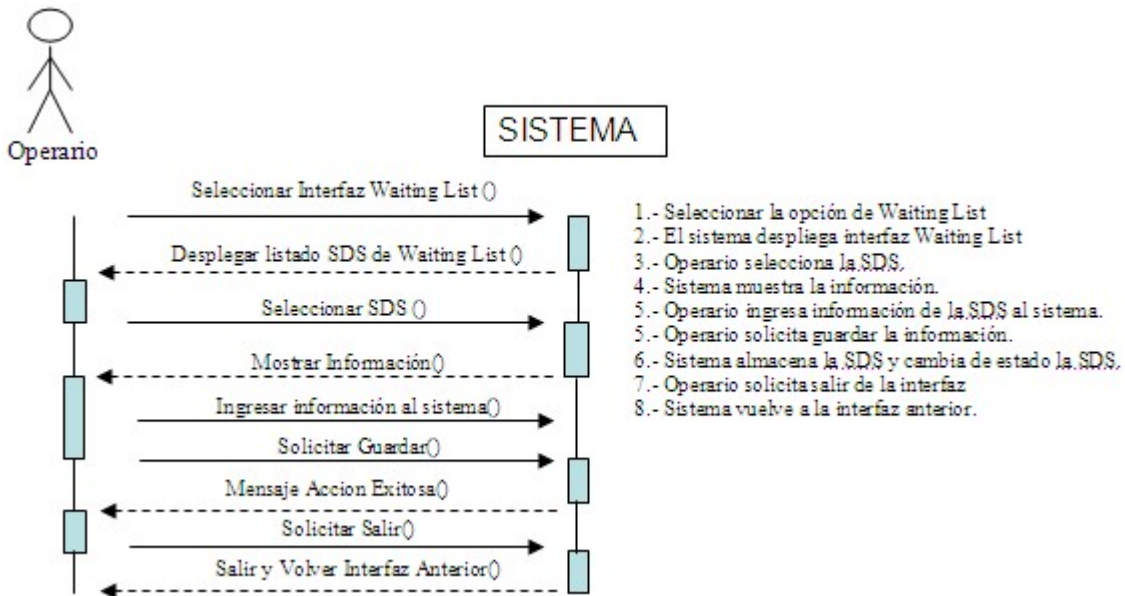 Operario
SISTEMA
Seleccionar Interfaz Waiting List ()
Desplegar listado SDS de Waiting List ()
Seleccionar SDS ()
Mostrar Información()
Ingresar información al sistema()
Solicitar Guardar()
Mensaje Accion Exitosa()
Solicitar Salir()
Salir y Volver Interfaz Anterior()
1.- Seleccionar la opción de Waiting List
2.- El sistema despliega interfaz Waiting List
3.- Operario selecciona la SDS.
4.- Sistema muestra la información.
5.- Operario ingresa información de la SDS al sistema.
5.- Operario solicita guardar la información.
6.- Sistema almacena la SDS y cambia de estado la SDS.
7.- Operario solicita salir de la interfaz
8.- Sistema vuelve a la interfaz anterior.